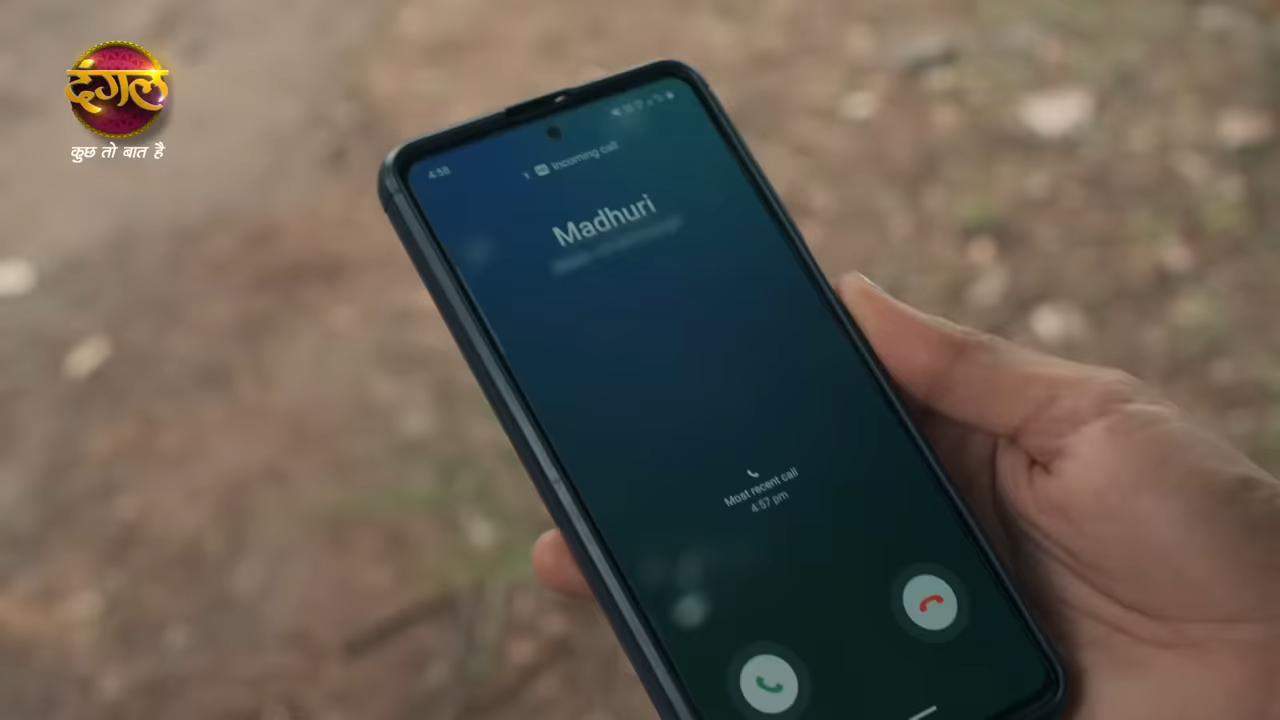 दंगल
कुछ तो बात है
4:58
Incoming call
Madhuri
Most recent call
4:57 pm